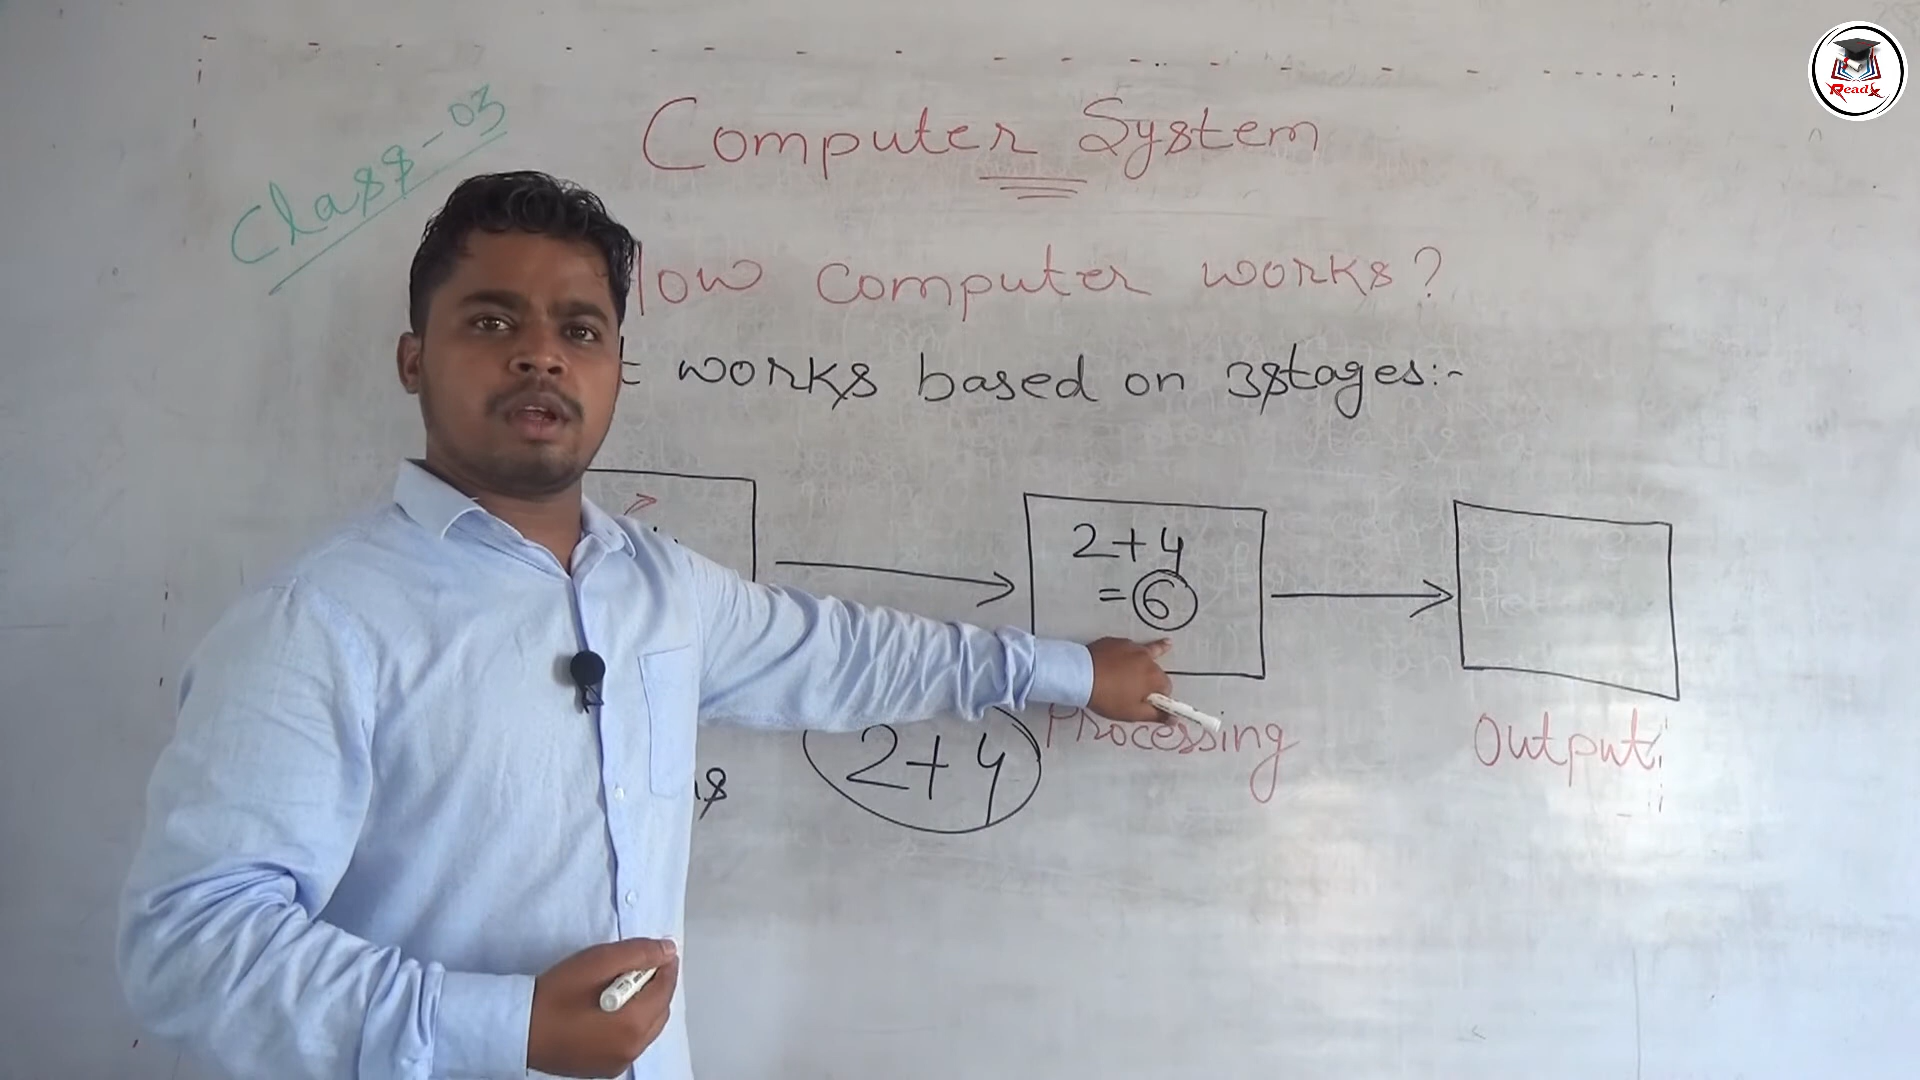 ReadX
Class-03
Computer System
How computer works?
works based on 3stages:-
2+4
=6
Processing
Output
2+4